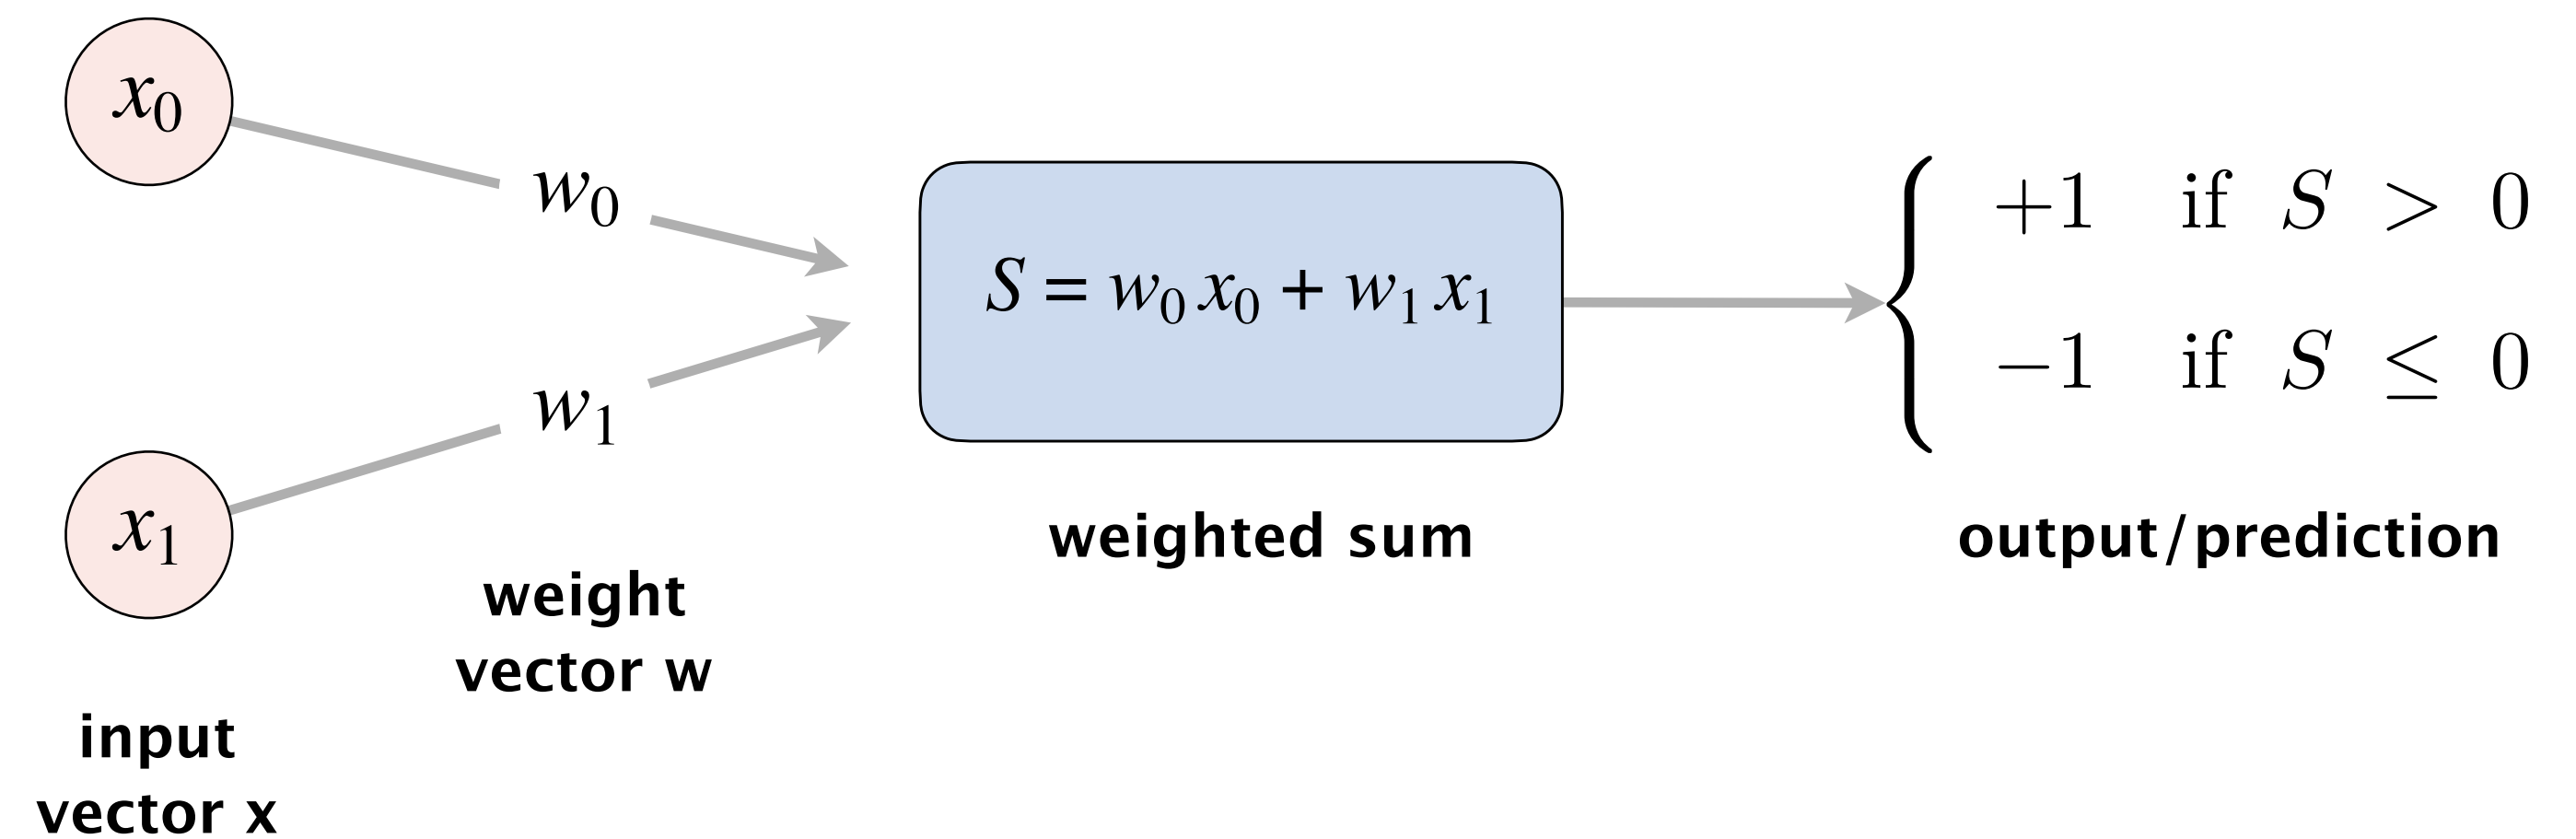 x₀
w₀
x₁
w₁
input
vector x
weight
vector w
S = w₀ x₀ + w₁ x₁
weighted sum
+1 if S > 0
−1 if S ≤ 0
output/prediction